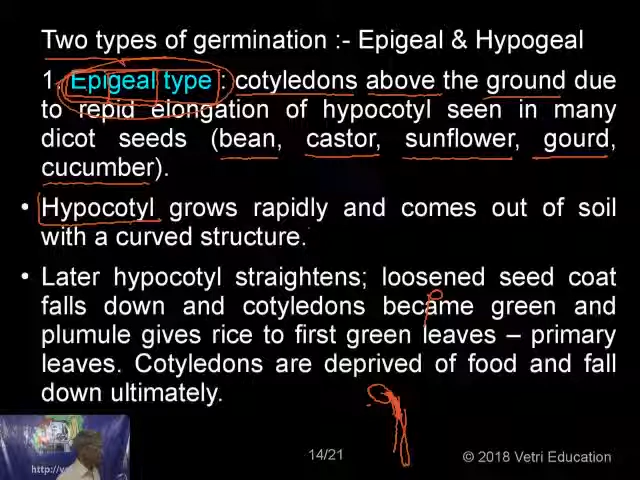 Two types of germination :- Epigeal & Hypogeal
1. Epigeal type : cotyledons above the ground due
to repid elongation of hypocotyl seen in many
dicot seeds (bean, castor, sunflower, gourd,
cucumber).
• Hypocotyl grows rapidly and comes out of soil
with a curved structure.
• Later hypocotyl straightens; loosened seed coat
falls down and cotyledons became green and
plumule gives rice to first green leaves – primary
leaves. Cotyledons are deprived of food and fall
down ultimately.
14/21
© 2018 Vetri Education